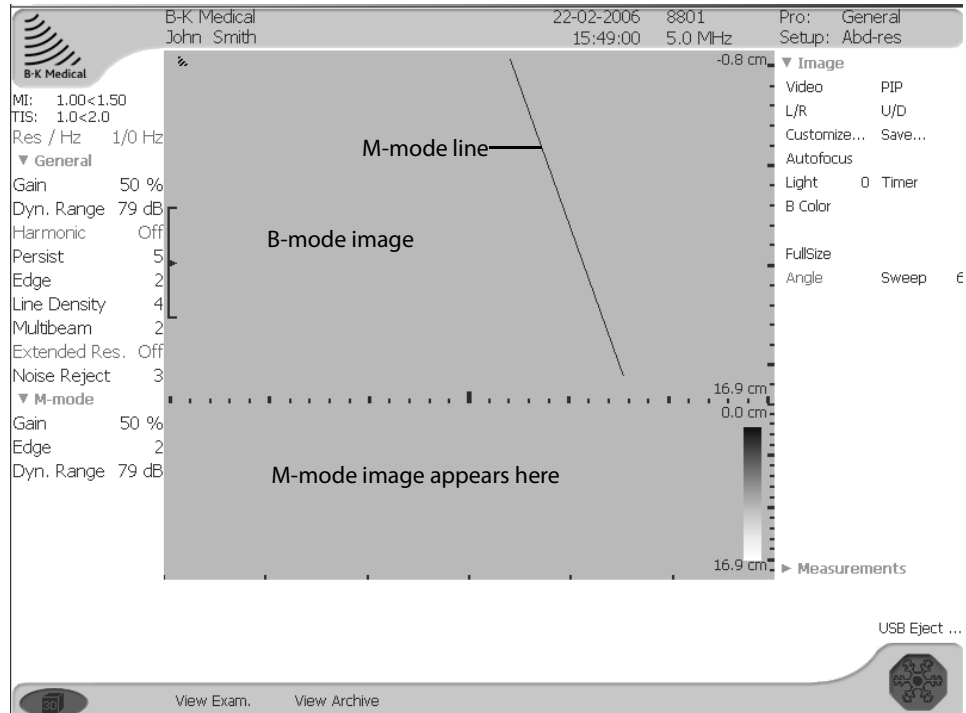 B-K Medical 22-02-2006 8801 Pro: General
John Smith 15:49:00 5.0 MHz Setup: Abd-res
B-K Medical
MI: 1.00<1.50
TIS: 1.0<2.0
Res / Hz 1/0 Hz
▼ General
Gain 50 %
Dyn. Range 79 dB
Harmonic Off
Persist 5
Edge 2
Line Density 4
Multibeam 2
Extended Res. Off
Noise Reject 3
▼ M-mode
Gain 50 %
Edge 2
Dyn. Range 79 dB
-0.8 cm
M-mode line
B-mode image
16.9 cm
0.0 cm
M-mode image appears here
16.9 cm
▼ Image
Video PIP
L/R U/D
Customize... Save...
Autofocus
Light 0 Timer
B Color
FullSize
Angle Sweep 6
► Measurements
USB Eject ...
3D View Exam. View Archive